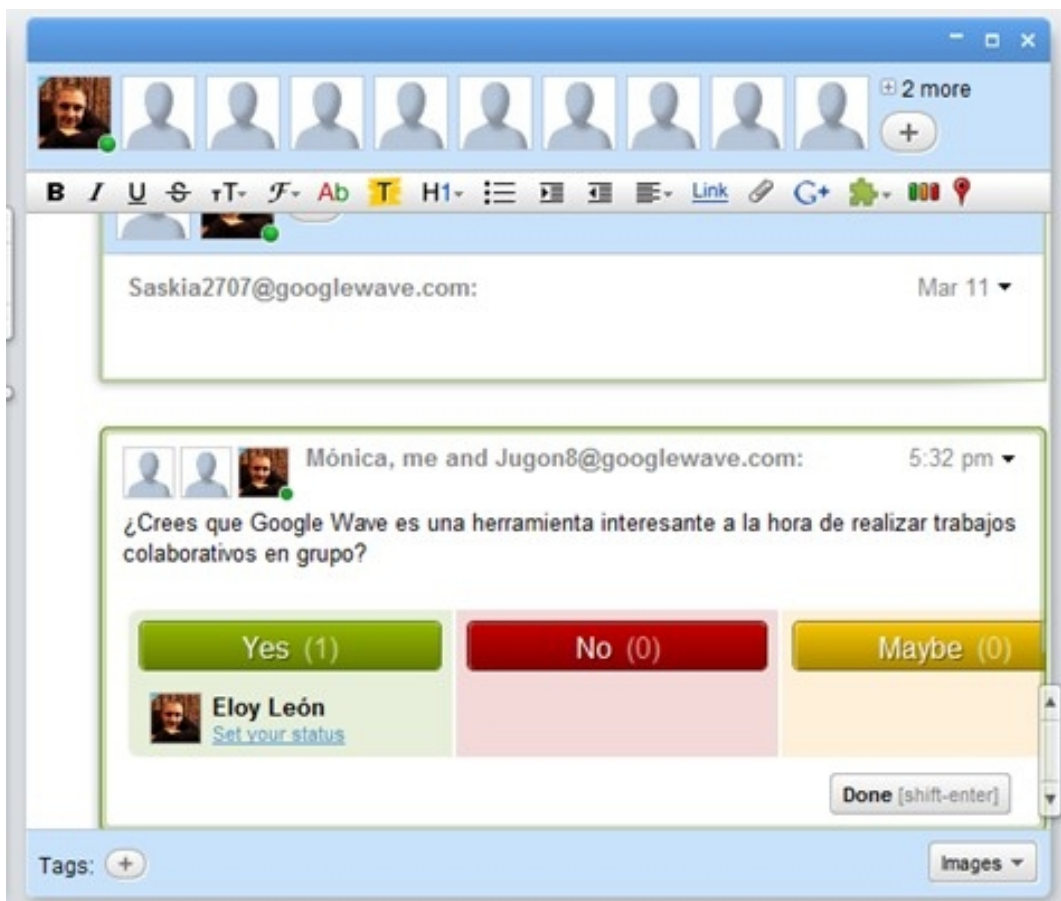 2 more
+
B I U S TT F Ab T H1 Link G+
Saskia2707@googlewave.com: Mar 11
Mónica, me and Jugon8@googlewave.com: 5:32 pm
¿Crees que Google Wave es una herramienta interesante a la hora de realizar trabajos
colaborativos en grupo?
Yes (1) No (0) Maybe (0)
Eloy León
Set your status
Done [shift-enter]
Tags: + Images